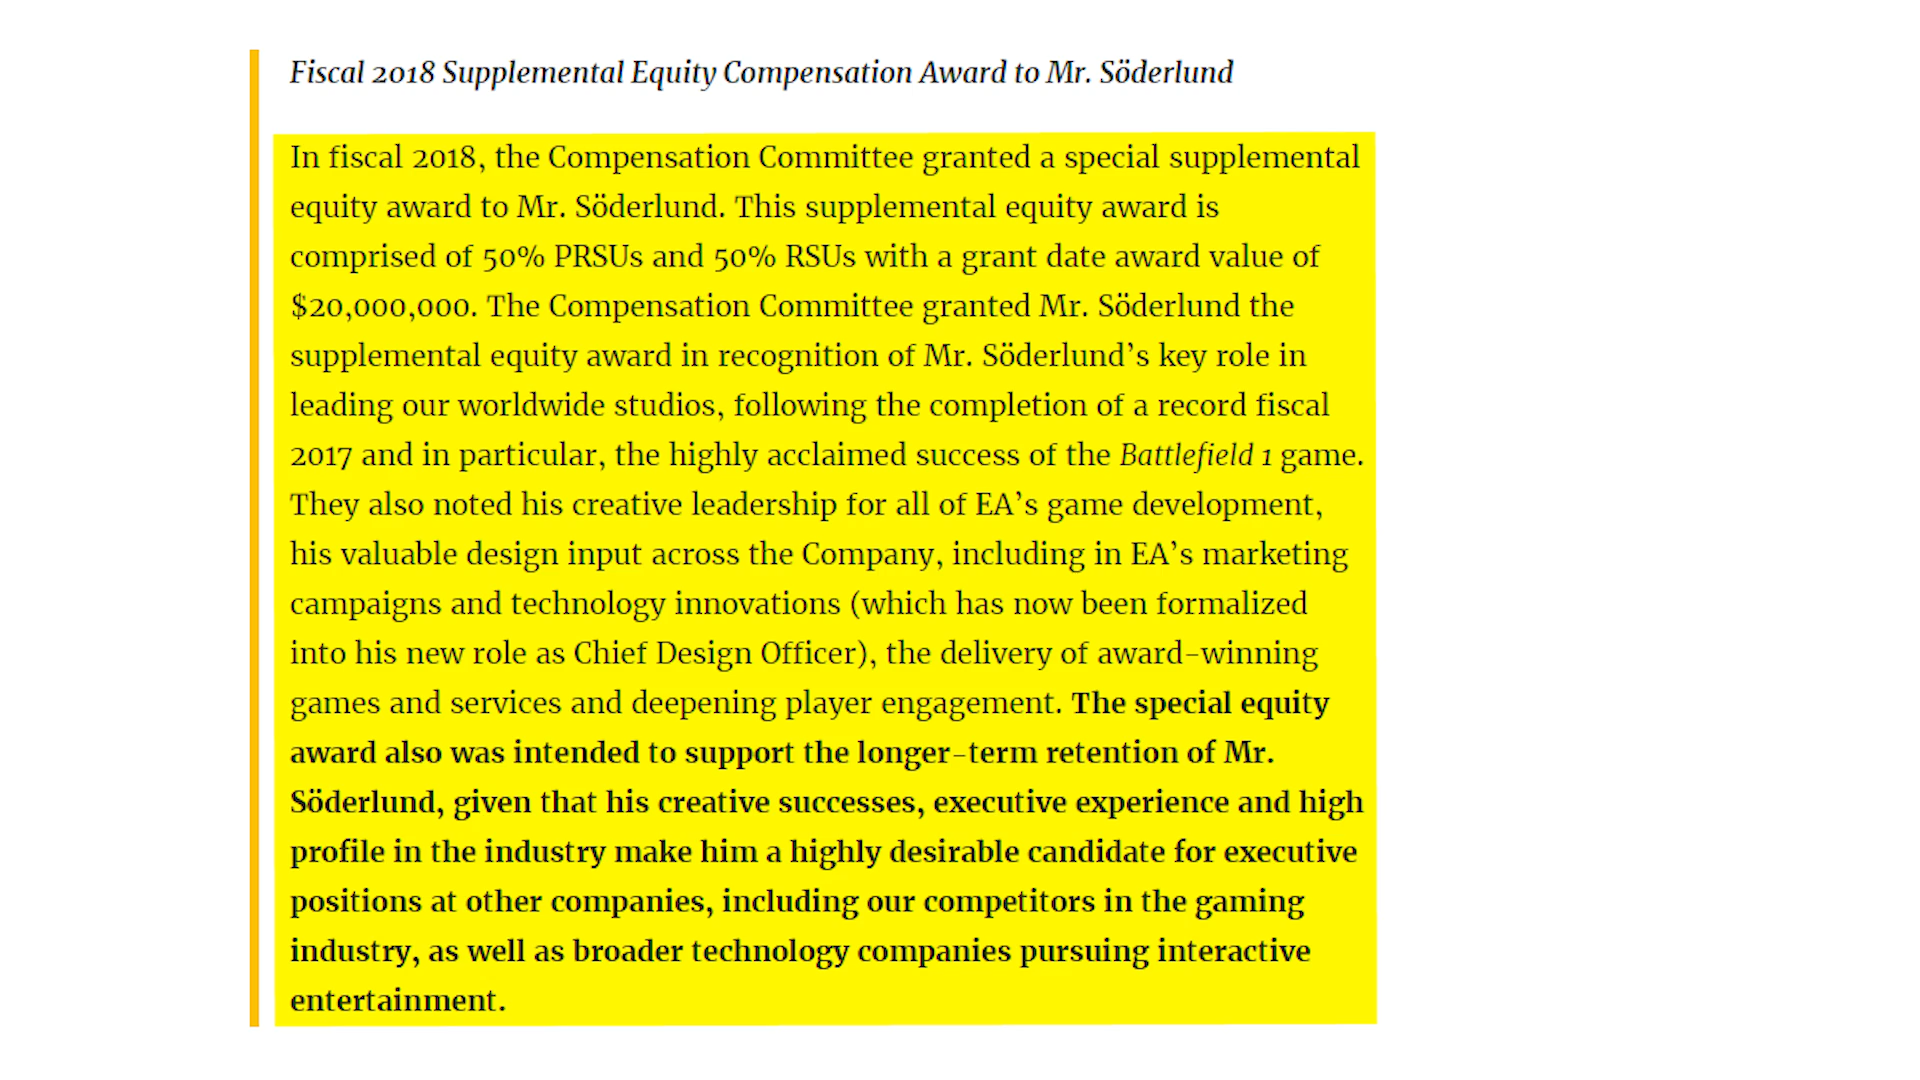 Fiscal 2018 Supplemental Equity Compensation Award to Mr. Söderlund
In fiscal 2018, the Compensation Committee granted a special supplemental
equity award to Mr. Söderlund. This supplemental equity award is
comprised of 50% PRSUs and 50% RSUs with a grant date award value of
$20,000,000. The Compensation Committee granted Mr. Söderlund the
supplemental equity award in recognition of Mr. Söderlund’s key role in
leading our worldwide studios, following the completion of a record fiscal
2017 and in particular, the highly acclaimed success of the Battlefield 1 game.
They also noted his creative leadership for all of EA’s game development,
his valuable design input across the Company, including in EA’s marketing
campaigns and technology innovations (which has now been formalized
into his new role as Chief Design Officer), the delivery of award-winning
games and services and deepening player engagement. The special equity
award also was intended to support the longer-term retention of Mr.
Söderlund, given that his creative successes, executive experience and high
profile in the industry make him a highly desirable candidate for executive
positions at other companies, including our competitors in the gaming
industry, as well as broader technology companies pursuing interactive
entertainment.